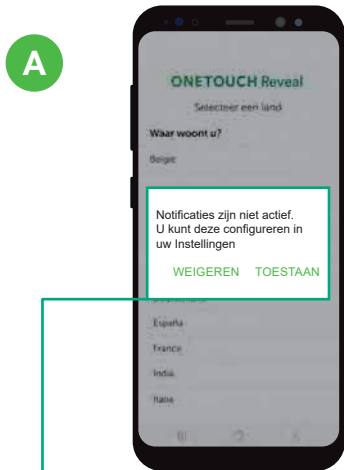 A
ONETOUCH Reveal
Selecteer een land
Waar woont u?
België
Notificaties zijn niet actief.
U kunt deze configureren in
uw Instellingen
WEIGEREN TOESTAAN
España
France
India
Italia